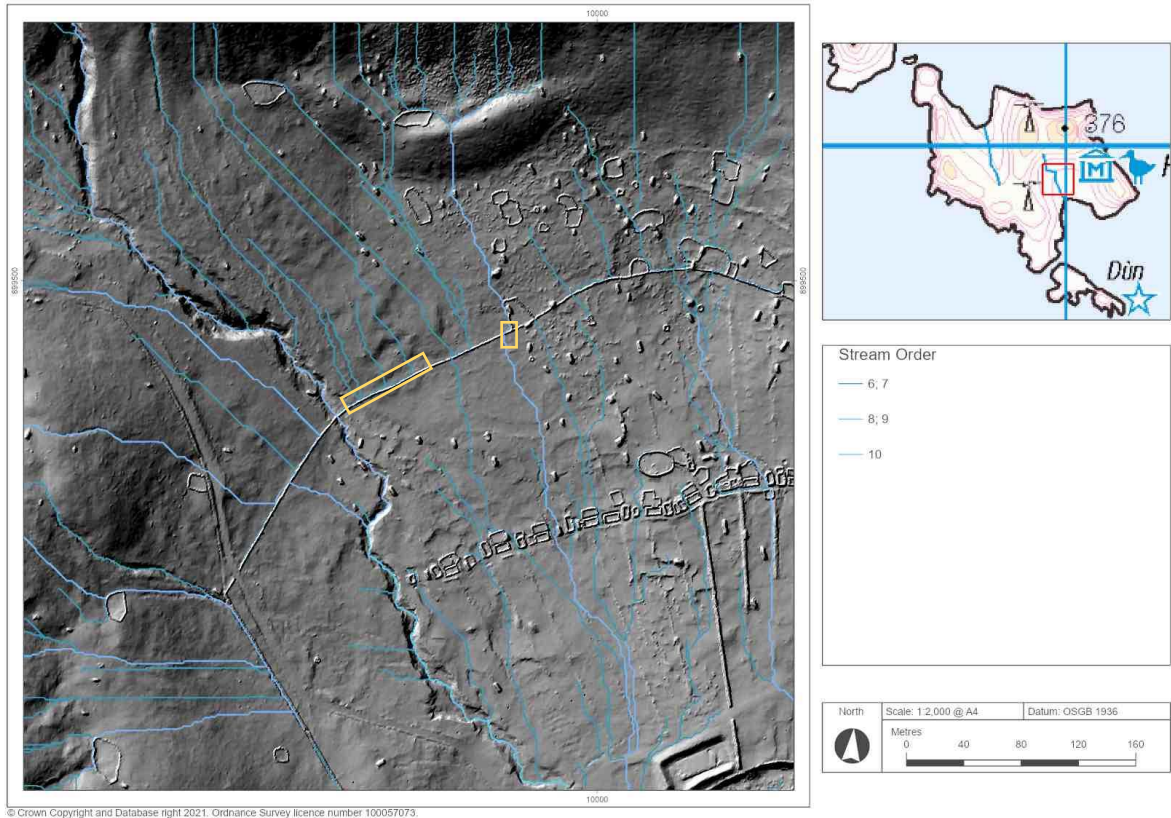 10000
899500
899500
10000
© Crown Copyright and Database right 2021. Ordnance Survey licence number 100057073.
376
M
Dùn
Stream Order
6; 7
8; 9
10
North
Scale: 1:2,000 @ A4
Datum: OSGB 1936
Metres
0 40 80 120 160